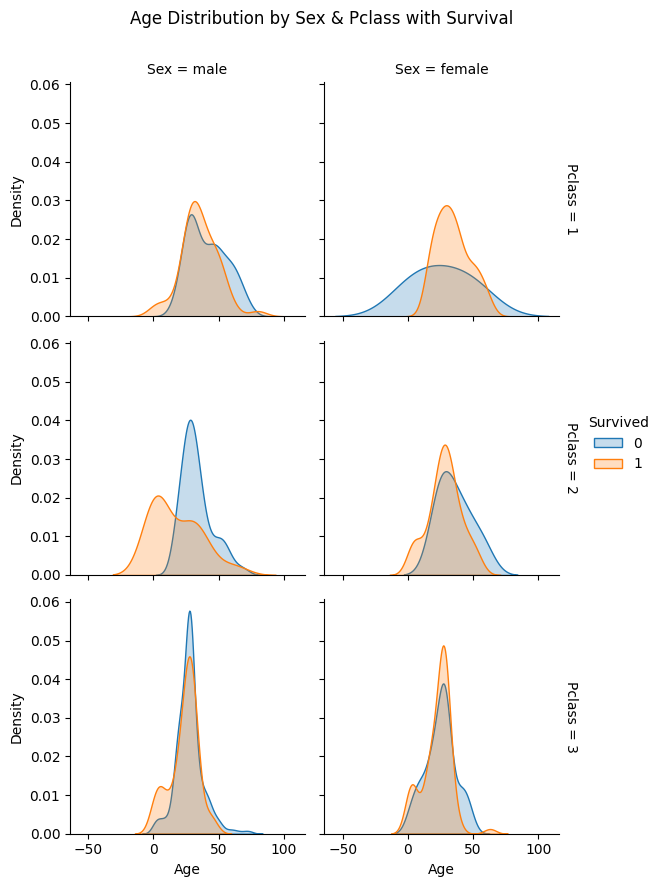 Age Distribution by Sex & Pclass with Survival
Sex = male
Sex = female
0.06
0.05
0.04
0.03
0.02
0.01
0.00
Density
Pclass = 1
0.06
0.05
0.04
0.03
0.02
0.01
0.00
Density
Pclass = 2
Survived
0
1
0.06
0.05
0.04
0.03
0.02
0.01
0.00
Density
Pclass = 3
−50 0 50 100
−50 0 50 100
Age
Age